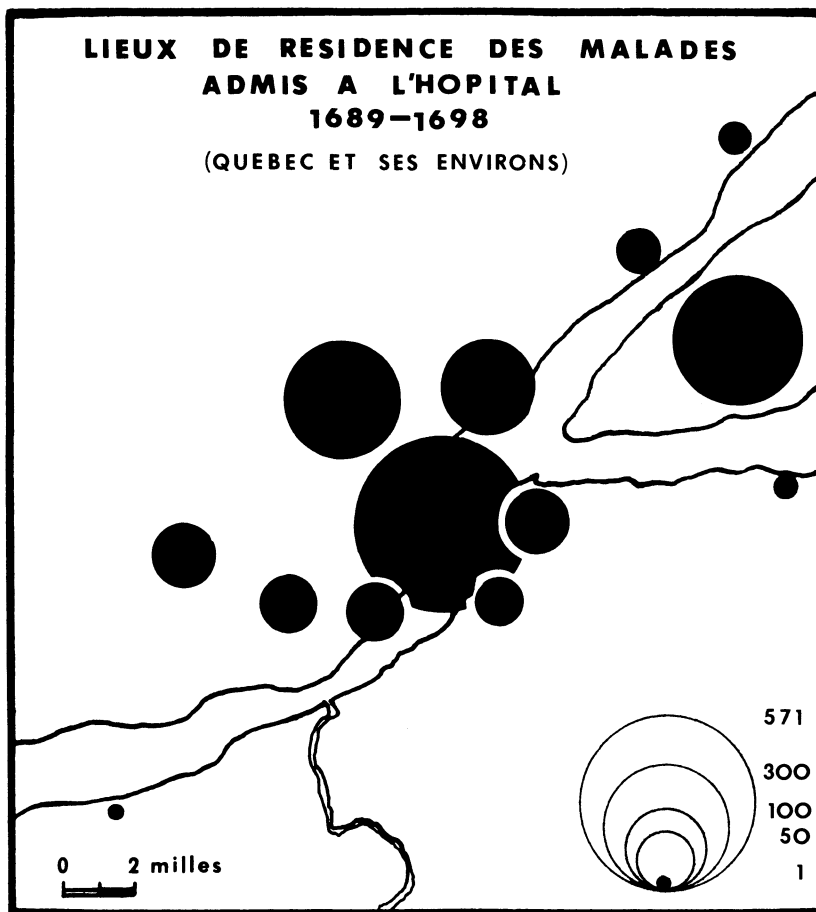 LIEUX DE RESIDENCE DES MALADES
ADMIS A L'HOPITAL
1689–1698
(QUEBEC ET SES ENVIRONS)
571
300
100
50
1
0 2 milles